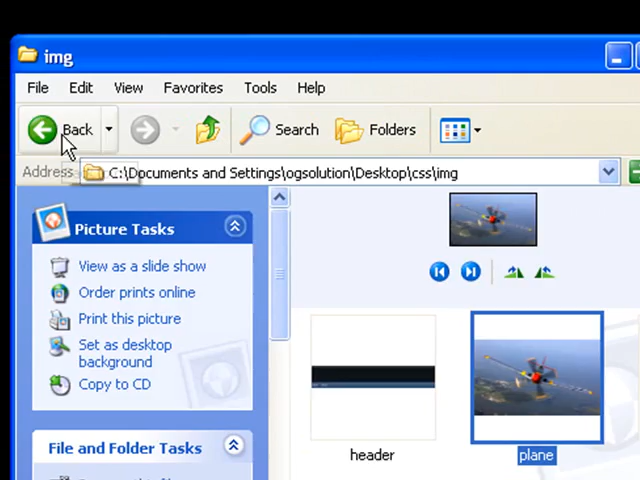 img
File Edit View Favorites Tools Help
Back Search Folders
Address C:\Documents and Settings\ogsolution\Desktop\css\img
Picture Tasks
View as a slide show
Order prints online
Print this picture
Set as desktop
background
Copy to CD
header plane
File and Folder Tasks